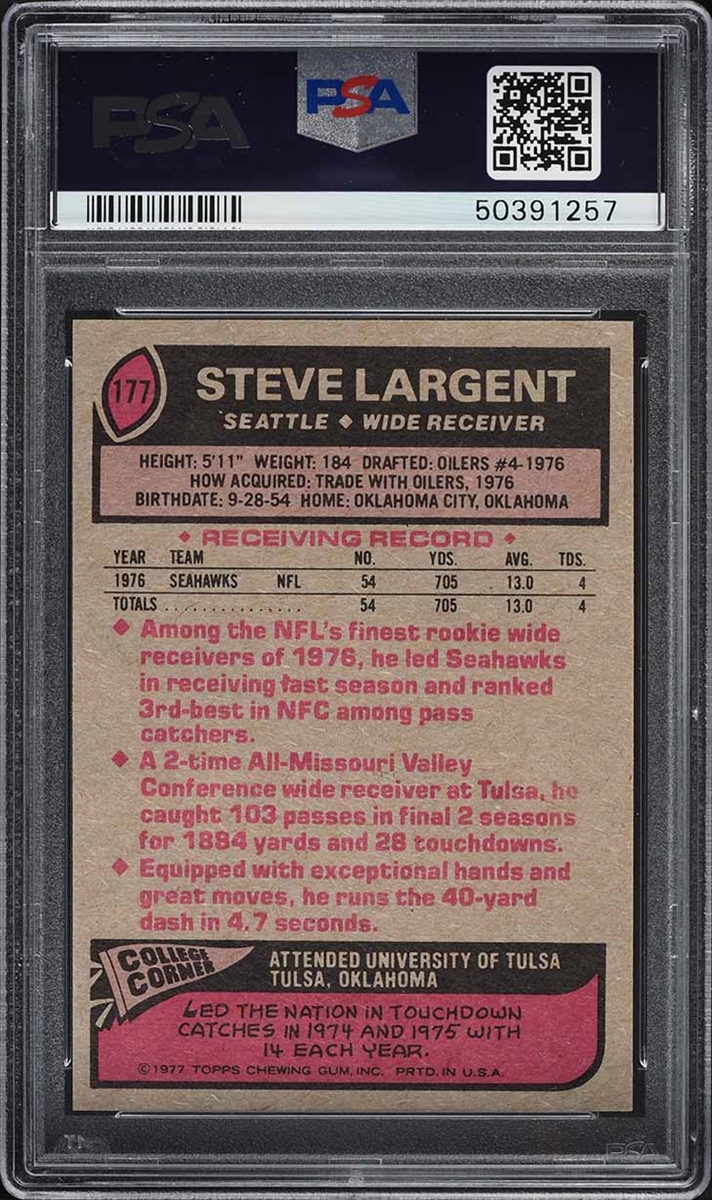 PSA
PSA
50391257
177
STEVE LARGENT
SEATTLE ◆ WIDE RECEIVER
HEIGHT: 5'11" WEIGHT: 184 DRAFTED: OILERS #4-1976
HOW ACQUIRED: TRADE WITH OILERS, 1976
BIRTHDATE: 9-28-54 HOME: OKLAHOMA CITY, OKLAHOMA
◆ RECEIVING RECORD ◆
YEAR TEAM NO. YDS. AVG. TDS.
1976 SEAHAWKS NFL 54 705 13.0 4
TOTALS . . . . . . . . . . . . . . . 54 705 13.0 4
◆ Among the NFL's finest rookie wide
receivers of 1976, he led Seahawks
in receiving last season and ranked
3rd-best in NFC among pass
catchers.
◆ A 2-time All-Missouri Valley
Conference wide receiver at Tulsa, he
caught 103 passes in final 2 seasons
for 1884 yards and 28 touchdowns.
◆ Equipped with exceptional hands and
great moves, he runs the 40-yard
dash in 4.7 seconds.
COLLEGE
CORNER
ATTENDED UNIVERSITY OF TULSA
TULSA, OKLAHOMA
LED THE NATION IN TOUCHDOWN
CATCHES IN 1974 AND 1975 WITH
14 EACH YEAR.
©1977 TOPPS CHEWING GUM, INC. PRTD. IN U.S.A.
PSA